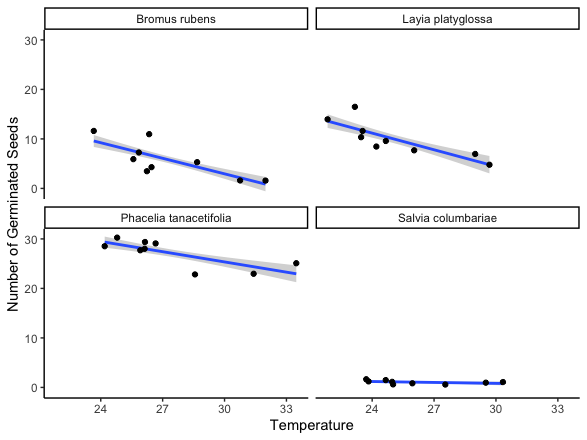 Bromus rubens
Layia platyglossa
30
20
10
0
Phacelia tanacetifolia
Salvia columbariae
30
20
10
0
24 27 30 33 24 27 30 33
Temperature
Number of Germinated Seeds